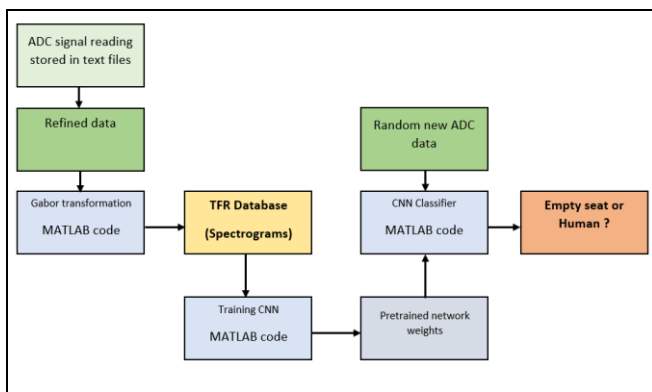 ADC signal reading
stored in text files
Refined data
Random new ADC
data
Gabor transformation
MATLAB code
TFR Database
(Spectrograms)
CNN Classifier
MATLAB code
Empty seat or
Human ?
Training CNN
MATLAB code
Pretrained network
weights